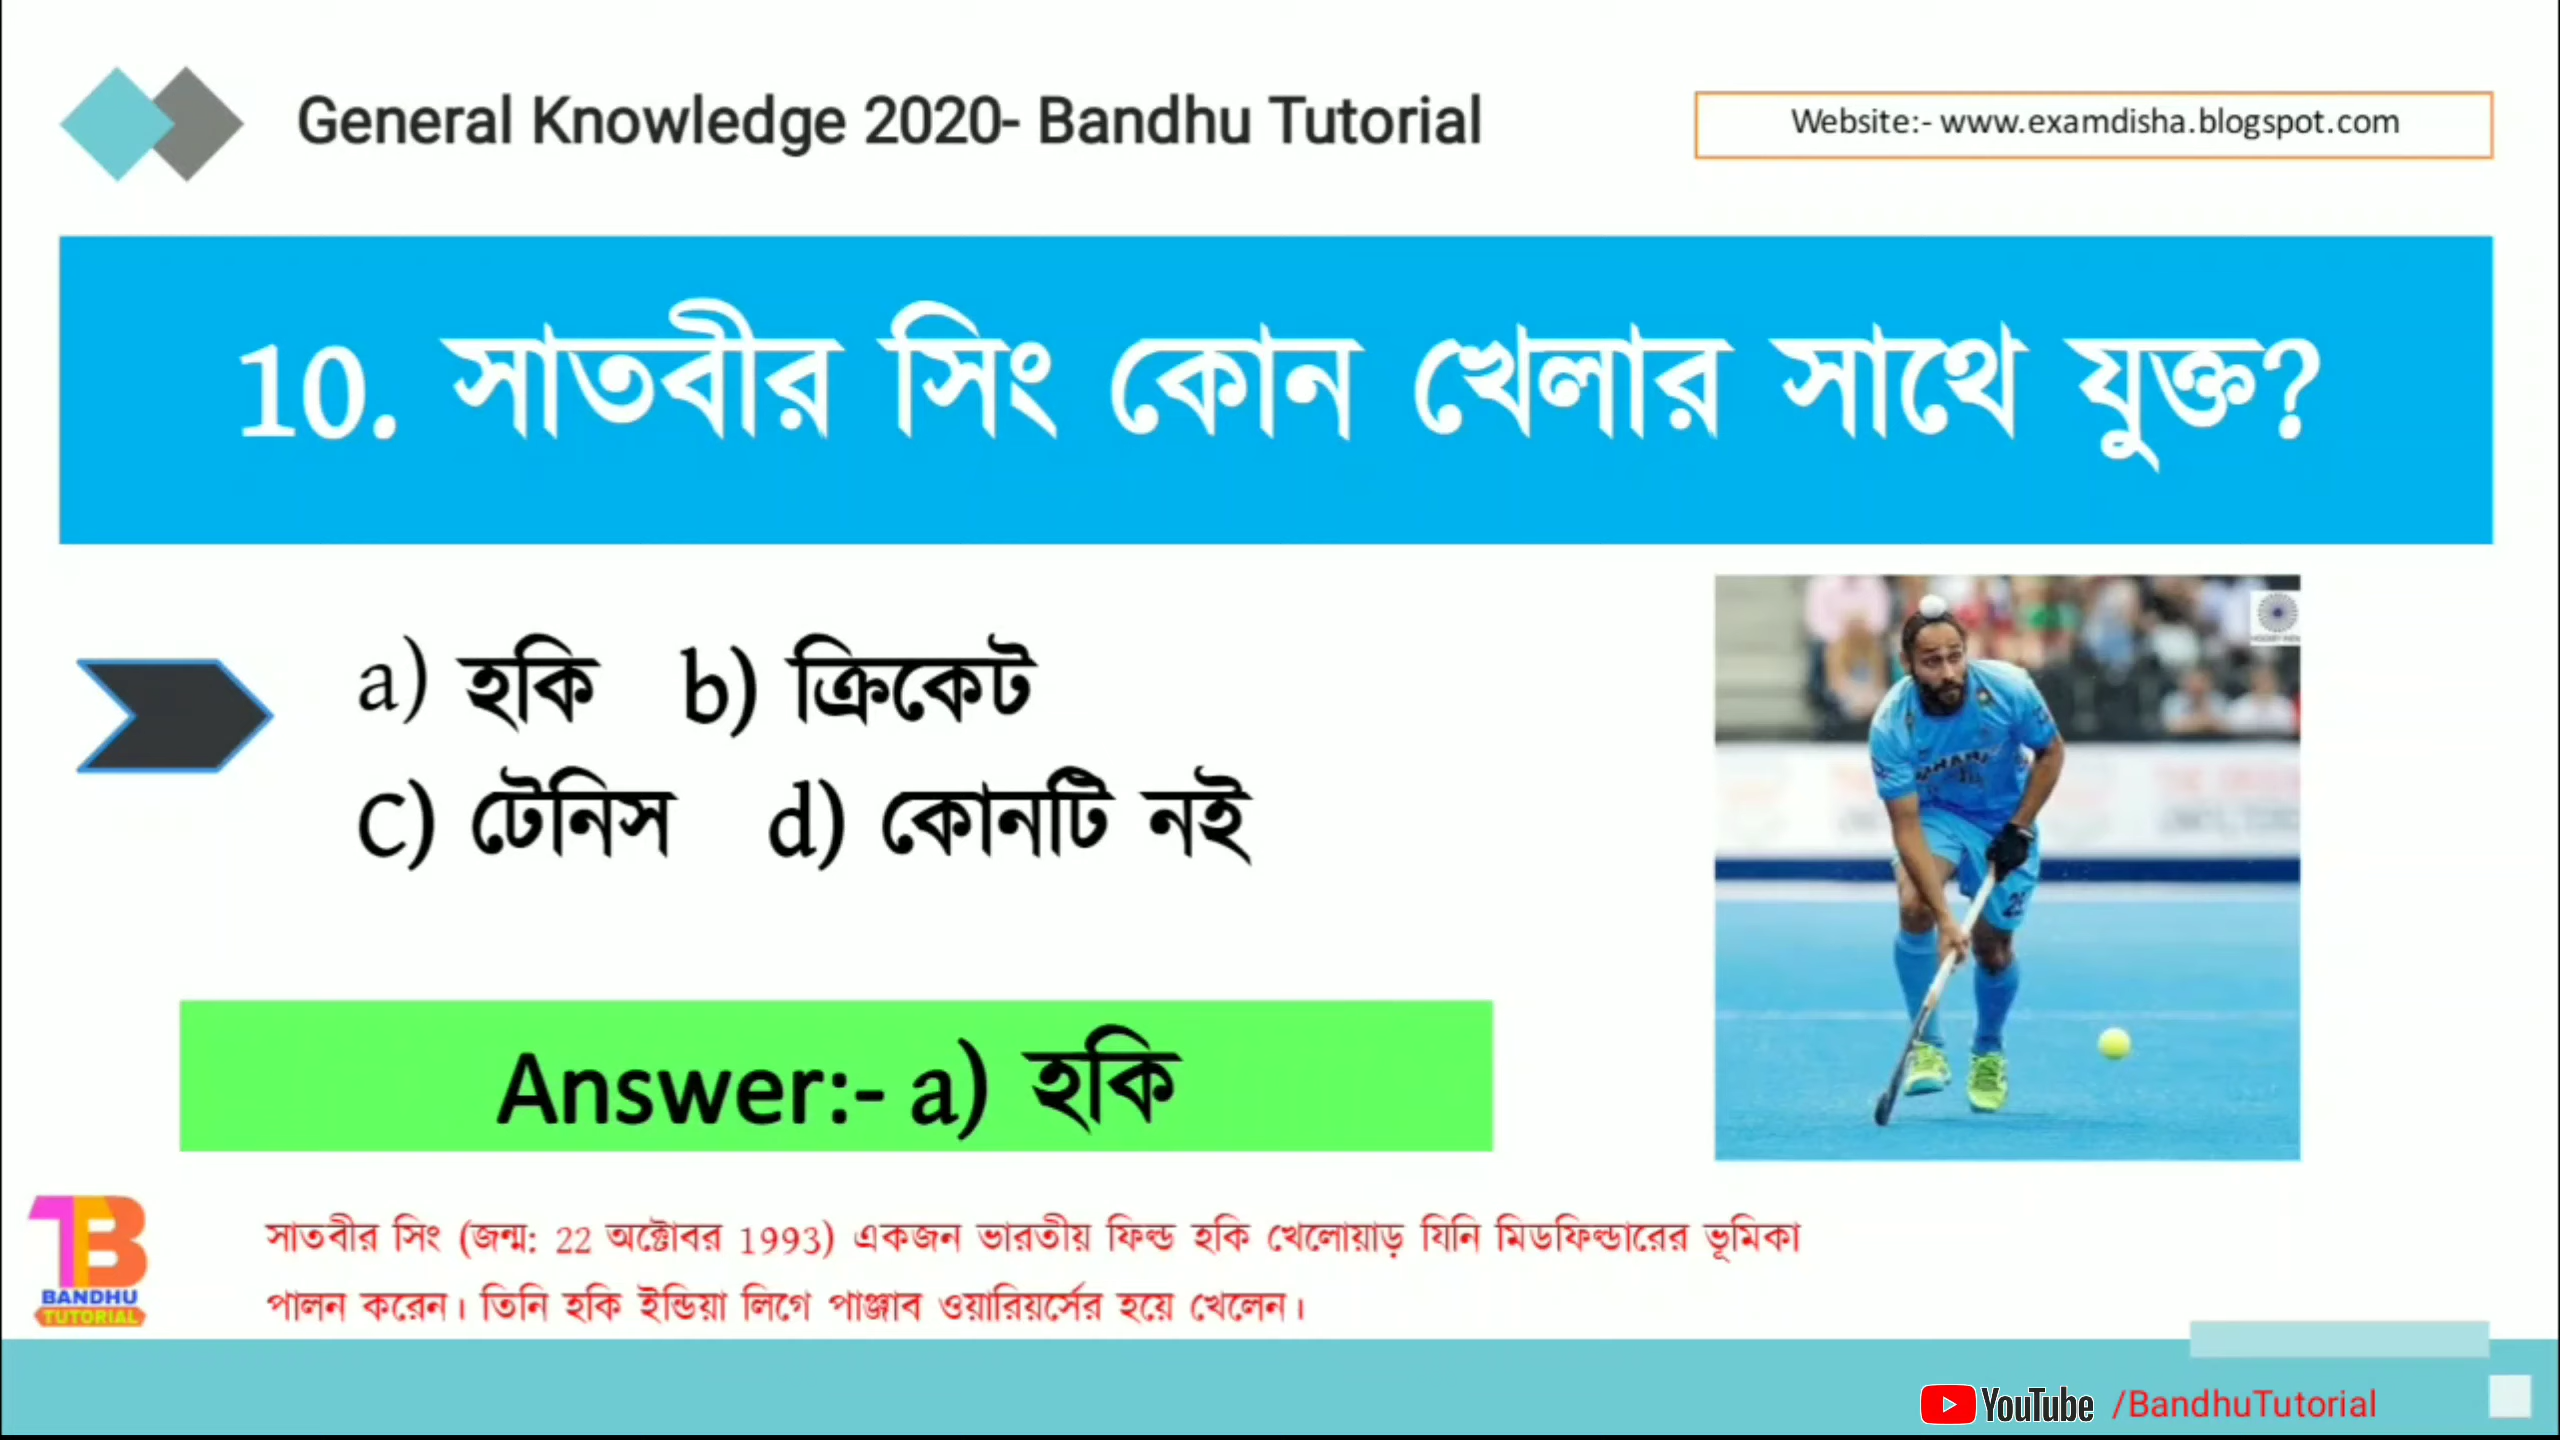 General Knowledge 2020- Bandhu Tutorial
Website:- www.examdisha.blogspot.com
10. সাতবীর সিং কোন খেলার সাথে যুক্ত?
a) হকি b) ক্রিকেট
C) টেনিস d) কোনটি নই
Answer:- a) হকি
সাতবীর সিং (জন্ম: 22 অক্টোবর 1993) একজন ভারতীয় ফিল্ড হকি খেলোয়াড় যিনি মিডফিল্ডারের ভূমিকা
পালন করেন। তিনি হকি ইন্ডিয়া লিগে পাঞ্জাব ওয়ারিয়র্সের হয়ে খেলেন।
TB
BANDHU
TUTORIAL
YouTube /BandhuTutorial